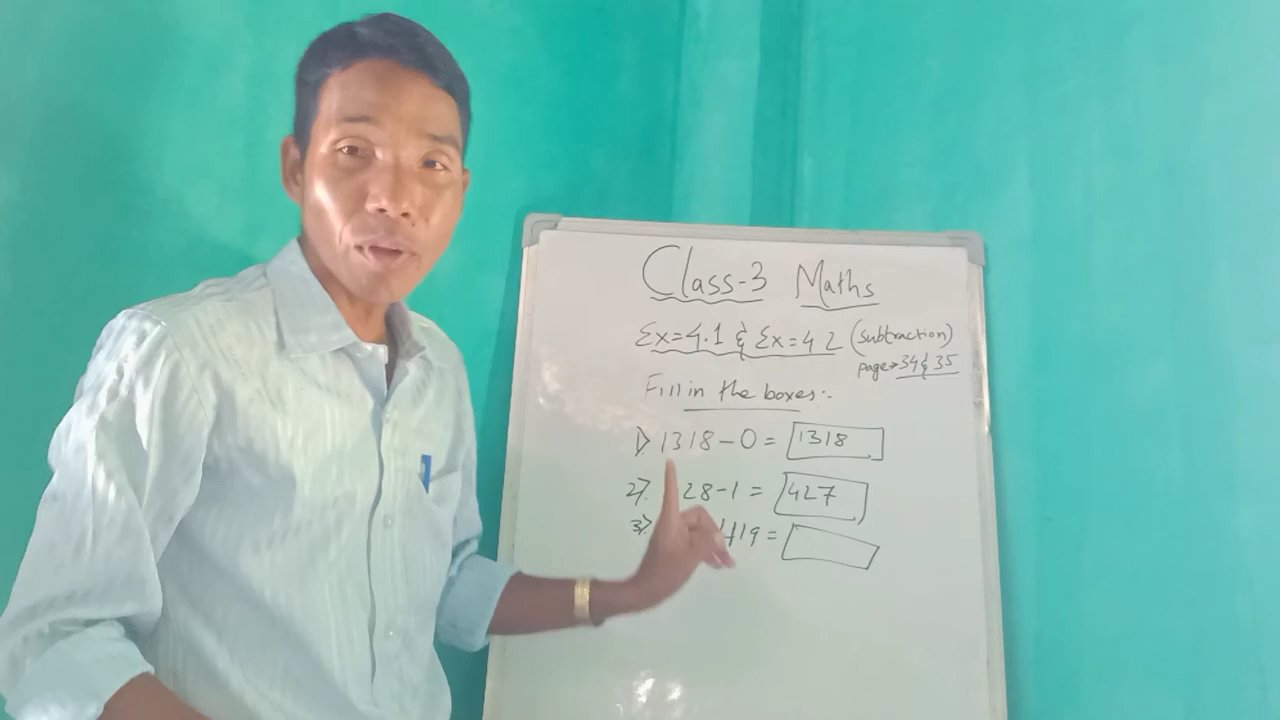 Class-3 Maths
Ex=4.1 & Ex=4.2 (Subtraction)
page→34 & 35
Fill in the boxes:-
1) 1318-0= 1318
2) 28-1= 427
3) 419=